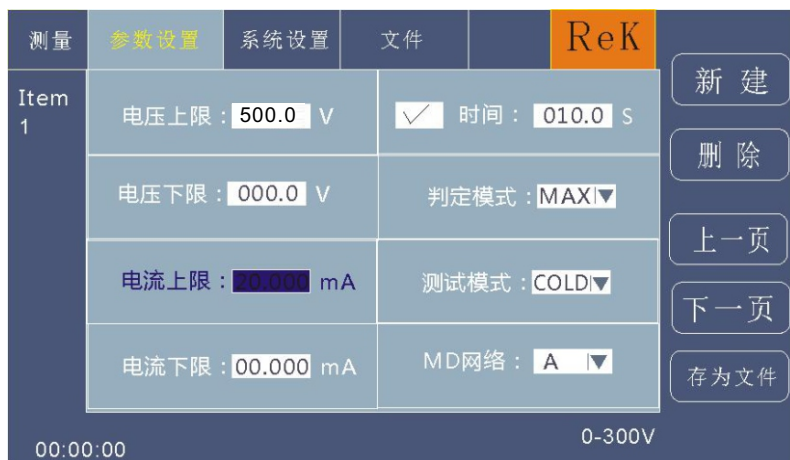 测量 参数设置 系统设置 文件 ReK
Item 1
电压上限：500.0 V
✓ 时间：010.0 S
电压下限：000.0 V
判定模式：MAX
电流上限：20.000 mA
测试模式：COLD
电流下限：00.000 mA
MD网络：A
新建
删除
上一页
下一页
存为文件
00:00:00
0-300V